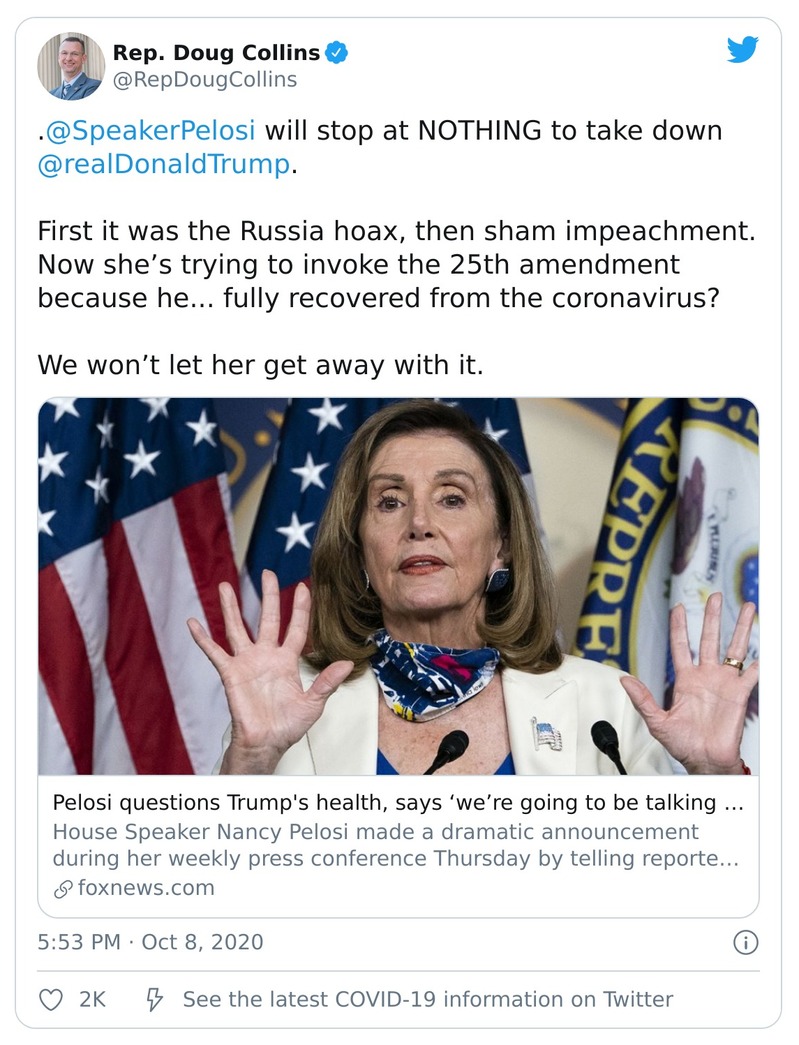 Rep. Doug Collins
@RepDougCollins
.@SpeakerPelosi will stop at NOTHING to take down
@realDonaldTrump.
First it was the Russia hoax, then sham impeachment.
Now she’s trying to invoke the 25th amendment
because he... fully recovered from the coronavirus?
We won’t let her get away with it.
REPRE
Pelosi questions Trump's health, says ‘we’re going to be talking ...
House Speaker Nancy Pelosi made a dramatic announcement
during her weekly press conference Thursday by telling reporte...
foxnews.com
5:53 PM · Oct 8, 2020
2K
See the latest COVID-19 information on Twitter